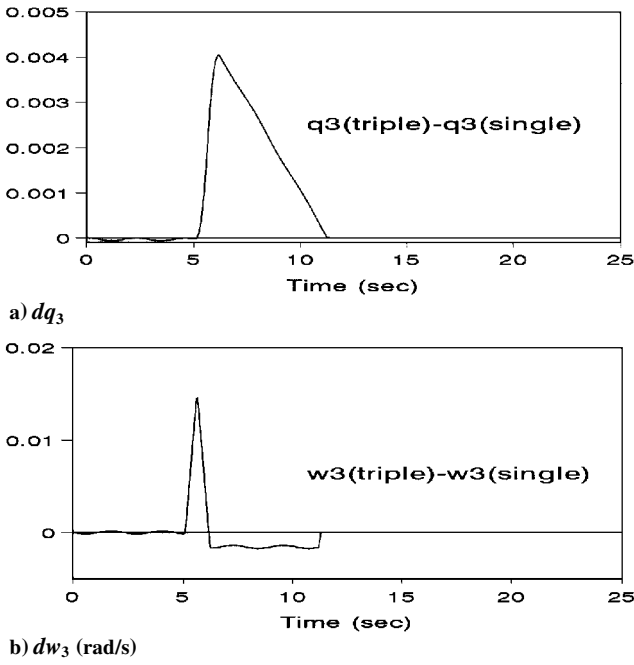 0.005
0.004
0.003
q3(triple)-q3(single)
0.002
0.001
0
0 5 10 15 20 25
Time (sec)
a) dq3
0.02
0.01
w3(triple)-w3(single)
0
0 5 10 15 20 25
Time (sec)
b) dw3 (rad/s)